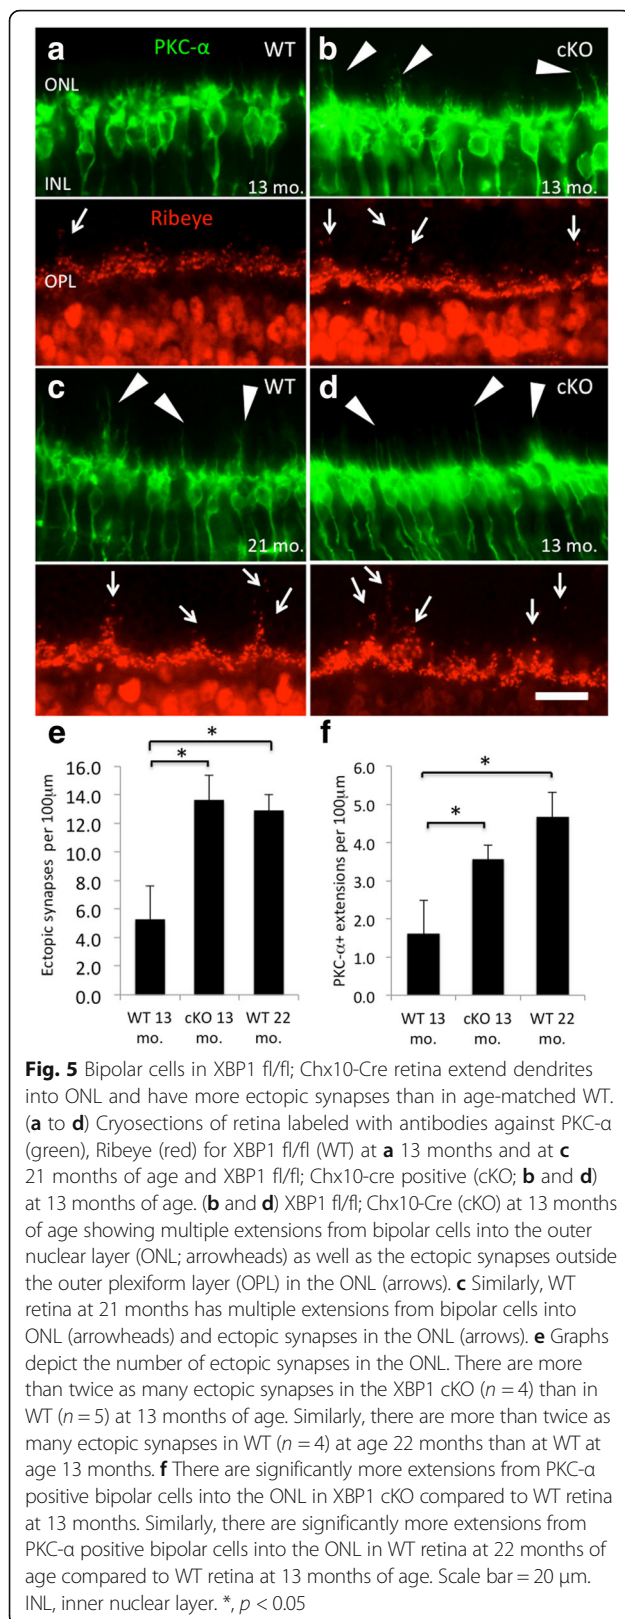 a PKC-α WT
ONL
INL
13 mo.
b cKO
13 mo.
Ribeye
OPL
c WT
21 mo.
d cKO
13 mo.
e
Ectopic synapses per 100μm
16.0
14.0
12.0
10.0
8.0
6.0
4.0
2.0
0.0
*
*
WT 13 mo.
cKO 13 mo.
WT 22 mo.
f
PKC-α+ extensions per 100μm
6.0
5.0
4.0
3.0
2.0
1.0
0.0
*
*
WT 13 mo.
cKO 13 mo.
WT 22 mo.
Fig. 5 Bipolar cells in XBP1 fl/fl; Chx10-Cre retina extend dendrites
into ONL and have more ectopic synapses than in age-matched WT.
(a to d) Cryosections of retina labeled with antibodies against PKC-α
(green), Ribeye (red) for XBP1 fl/fl (WT) at a 13 months and at c
21 months of age and XBP1 fl/fl; Chx10-cre positive (cKO; b and d)
at 13 months of age. (b and d) XBP1 fl/fl; Chx10-Cre (cKO) at 13 months
of age showing multiple extensions from bipolar cells into the outer
nuclear layer (ONL; arrowheads) as well as the ectopic synapses outside
the outer plexiform layer (OPL) in the ONL (arrows). c Similarly, WT
retina at 21 months has multiple extensions from bipolar cells into
ONL (arrowheads) and ectopic synapses in the ONL (arrows). e Graphs
depict the number of ectopic synapses in the ONL. There are more
than twice as many ectopic synapses in the XBP1 cKO (n = 4) than in
WT (n = 5) at 13 months of age. Similarly, there are more than twice as
many ectopic synapses in WT (n = 4) at age 22 months than at WT at
age 13 months. f There are significantly more extensions from PKC-α
positive bipolar cells into the ONL in XBP1 cKO compared to WT retina
at 13 months. Similarly, there are significantly more extensions from
PKC-α positive bipolar cells into the ONL in WT retina at 22 months of
age compared to WT retina at 13 months of age. Scale bar = 20 μm.
INL, inner nuclear layer. *, p < 0.05